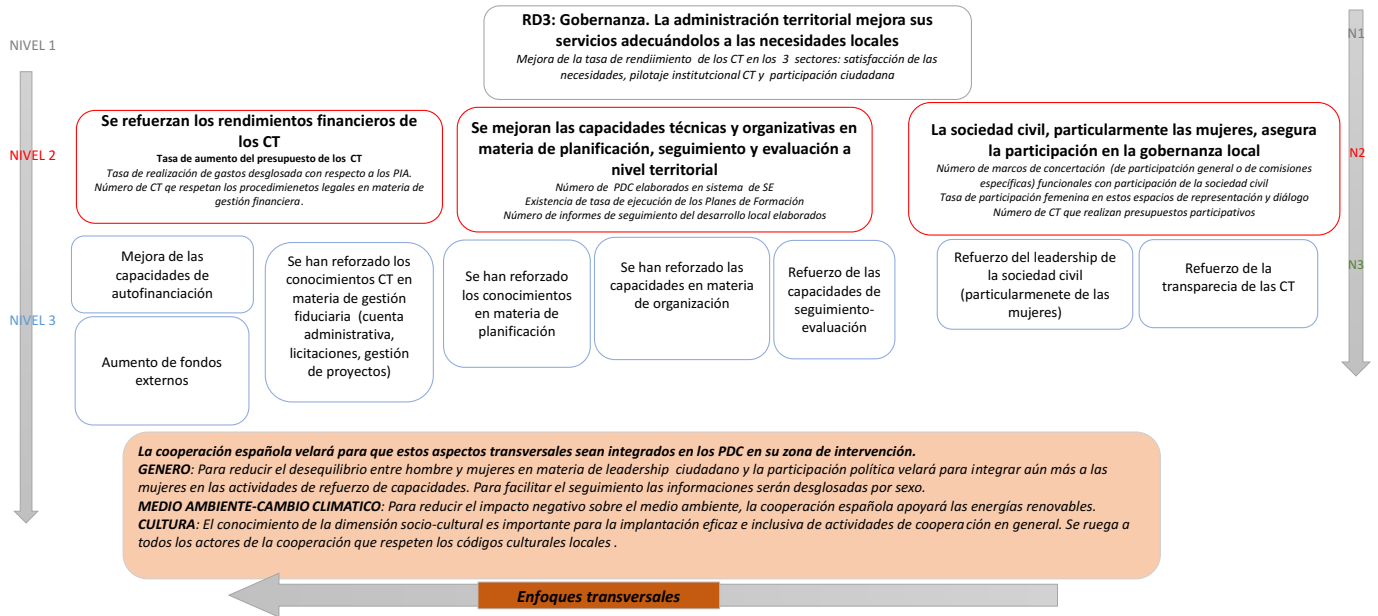 NIVEL 1
RD3: Gobernanza. La administración territorial mejora sus
servicios adecuándolos a las necesidades locales
Mejora de la tasa de rendiimiento de los CT en los 3 sectores: satisfacción de las
necesidades, pilotaje institutcional CT y participación ciudadana
N1
NIVEL 2
Se refuerzan los rendimientos financieros de
los CT
Tasa de aumento del presupuesto de los CT
Tasa de realización de gastos desglosada con respecto a los PIA.
Número de CT qe respetan los procedimienetos legales en materia de
gestión financiera.
Se mejoran las capacidades técnicas y organizativas en
materia de planificación, seguimiento y evaluación a
nivel territorial
Número de PDC elaborados en sistema de SE
Existencia de tasa de ejecución de los Planes de Formación
Número de informes de seguimiento del desarrollo local elaborados
La sociedad civil, particularmente las mujeres, asegura
la participación en la gobernanza local
Número de marcos de concertación (de participatción general o de comisiones
específicas) funcionales con participación de la sociedad civil
Tasa de participación femenina en estos espacios de representación y diálogo
Número de CT que realizan presupuestos participativos
N2
NIVEL 3
Mejora de las
capacidades de
autofinanciación
Aumento de fondos
externos
Se han reforzado los
conocimientos CT en
materia de gestión
fiduciaria (cuenta
administrativa,
licitaciones, gestión
de proyectos)
Se han reforzado
los conocimientos
en materia de
planificación
Se han reforzado las
capacidades en materia
de organización
Refuerzo de las
capacidades de
seguimiento-
evaluación
Refuerzo del leadership de
la sociedad civil
(particularmenete de las
mujeres)
Refuerzo de la
transparecia de las CT
N3
La cooperación española velará para que estos aspectos transversales sean integrados en los PDC en su zona de intervención.
GENERO: Para reducir el desequilibrio entre hombre y mujeres en materia de leadership ciudadano y la participación política velará para integrar aún más a las
mujeres en las actividades de refuerzo de capacidades. Para facilitar el seguimiento las informaciones serán desglosadas por sexo.
MEDIO AMBIENTE-CAMBIO CLIMATICO: Para reducir el impacto negativo sobre el medio ambiente, la cooperación española apoyará las energías renovables.
CULTURA: El conocimiento de la dimensión socio-cultural es importante para la implantación eficaz e inclusiva de actividades de cooperación en general. Se ruega a
todos los actores de la cooperación que respeten los códigos culturales locales .
Enfoques transversales